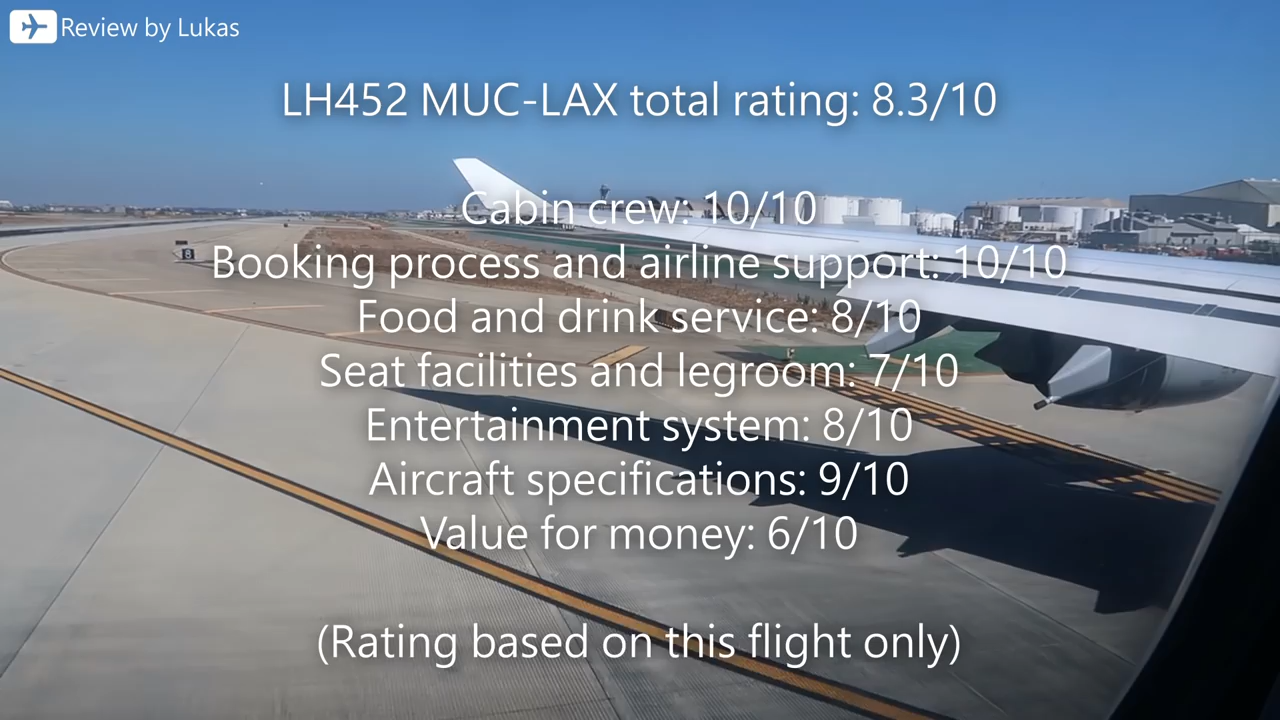 Review by Lukas
LH452 MUC-LAX total rating: 8.3/10
Cabin crew: 10/10
Booking process and airline support: 10/10
Food and drink service: 8/10
Seat facilities and legroom: 7/10
Entertainment system: 8/10
Aircraft specifications: 9/10
Value for money: 6/10
(Rating based on this flight only)